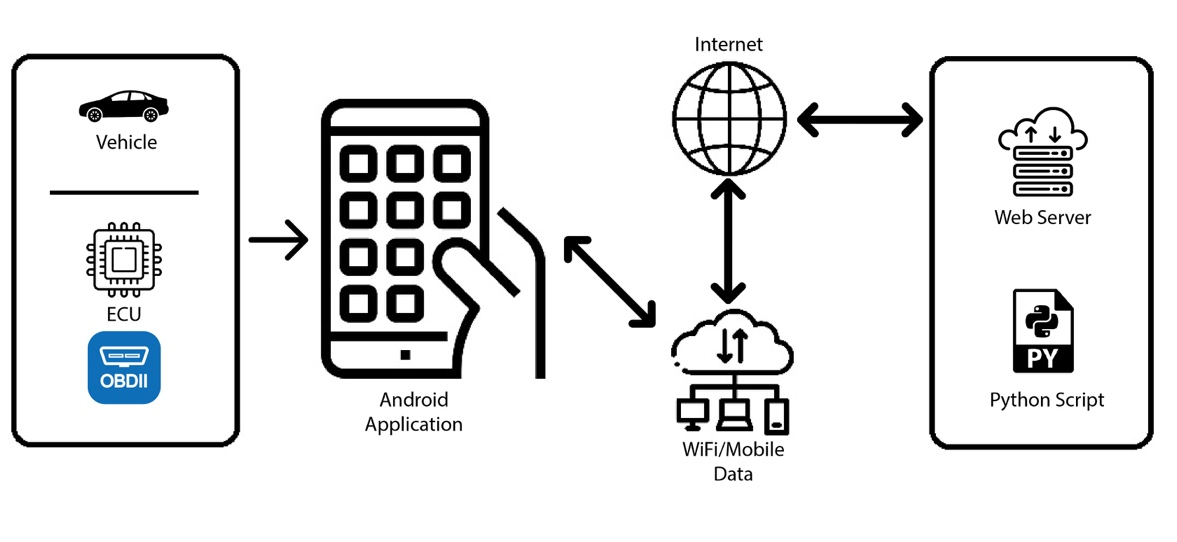 Vehicle
ECU
OBDII
Android
Application
Internet
WiFi/Mobile
Data
Web Server
PY
Python Script